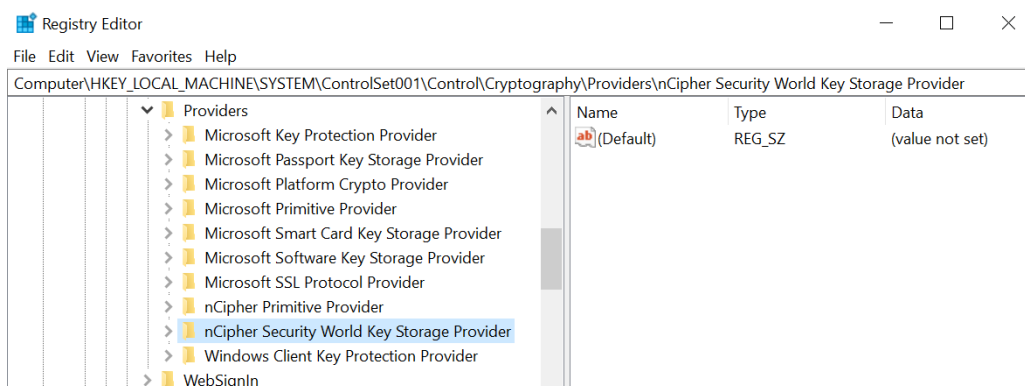 Registry Editor
File Edit View Favorites Help
Computer\HKEY_LOCAL_MACHINE\SYSTEM\ControlSet001\Control\Cryptography\Providers\nCipher Security World Key Storage Provider
Providers
Microsoft Key Protection Provider
Microsoft Passport Key Storage Provider
Microsoft Platform Crypto Provider
Microsoft Primitive Provider
Microsoft Smart Card Key Storage Provider
Microsoft Software Key Storage Provider
Microsoft SSL Protocol Provider
nCipher Primitive Provider
nCipher Security World Key Storage Provider
Windows Client Key Protection Provider
WebSignIn
Name Type Data
ab (Default) REG_SZ (value not set)